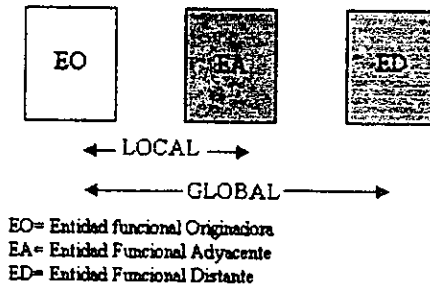 EO
EA
ED
LOCAL
GLOBAL
EO= Entidad funcional Originadora
EA= Entidad Funcional Adyacente
ED= Entidad Funcional Distante